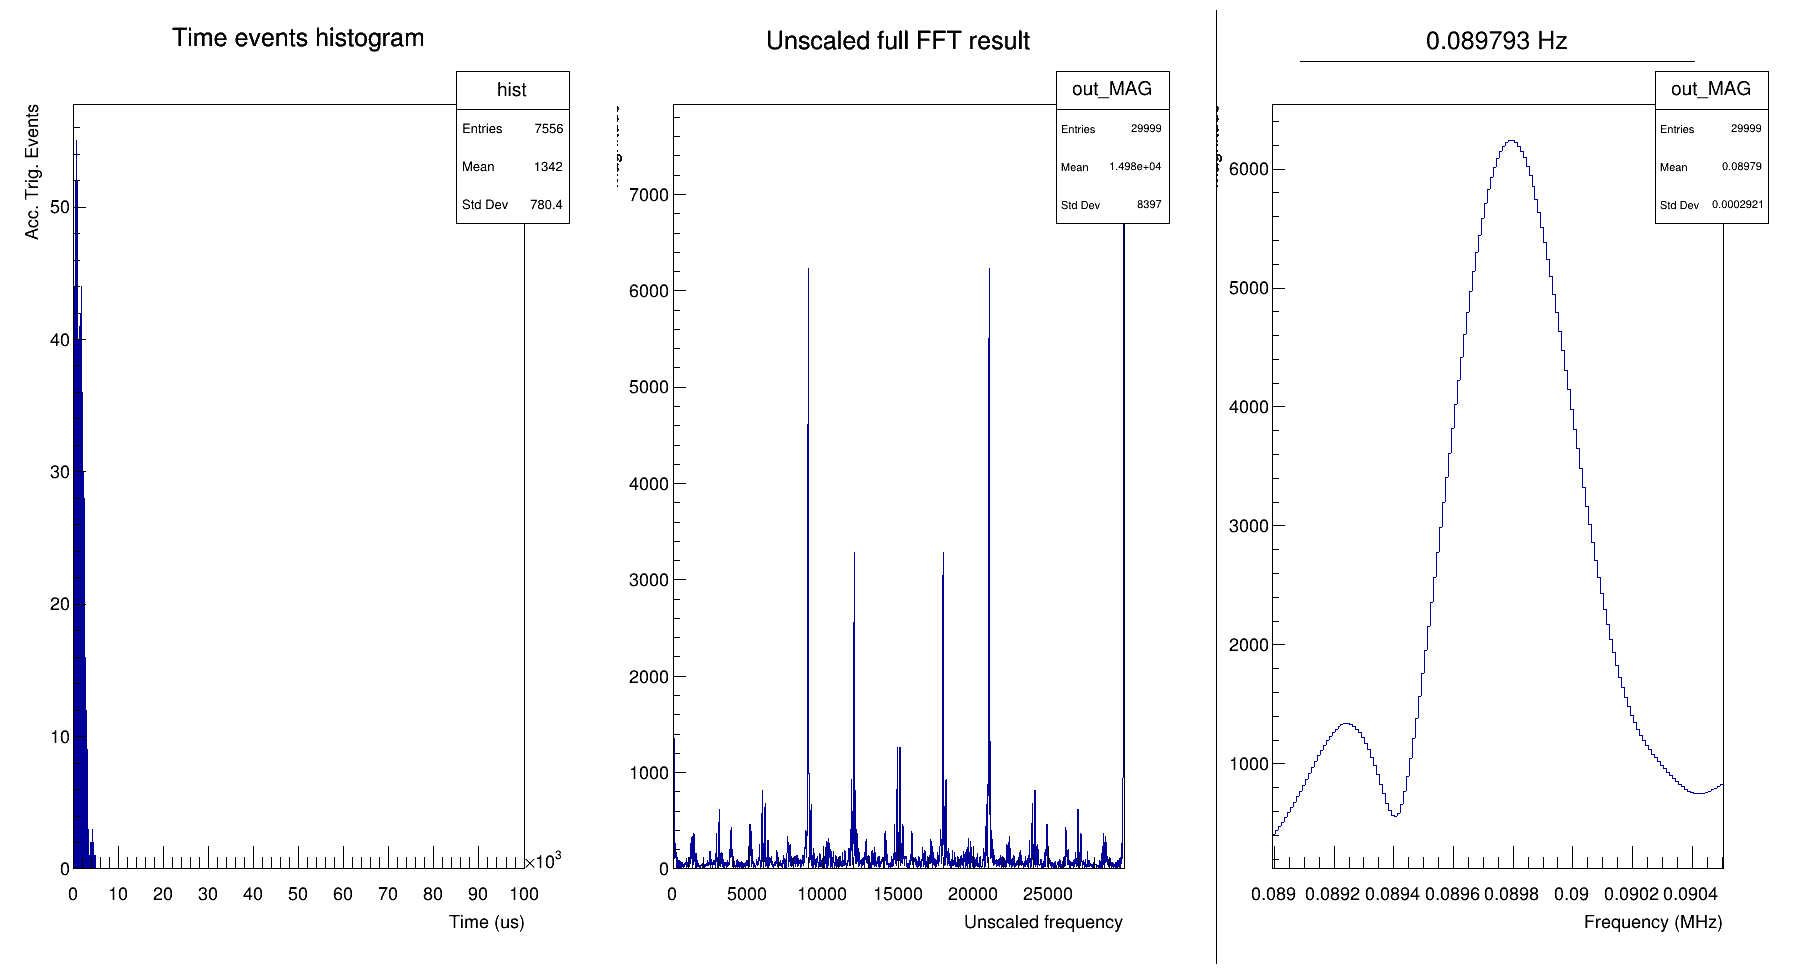 Time events histogram
hist
Entries 7556
Mean 1342
Std Dev 780.4
Acc. Trig. Events
50
40
30
20
10
0
0 10 20 30 40 50 60 70 80 90 100
×10³
Time (us)
Unscaled full FFT result
out_MAG
Entries 29999
Mean 1.498e+04
Std Dev 8397
7000
6000
5000
4000
3000
2000
1000
0
0 5000 10000 15000 20000 25000
Unscaled frequency
0.089793 Hz
out_MAG
Entries 29999
Mean 0.08979
Std Dev 0.0002921
6000
5000
4000
3000
2000
1000
0.089 0.0892 0.0894 0.0896 0.0898 0.09 0.0902 0.0904
Frequency (MHz)